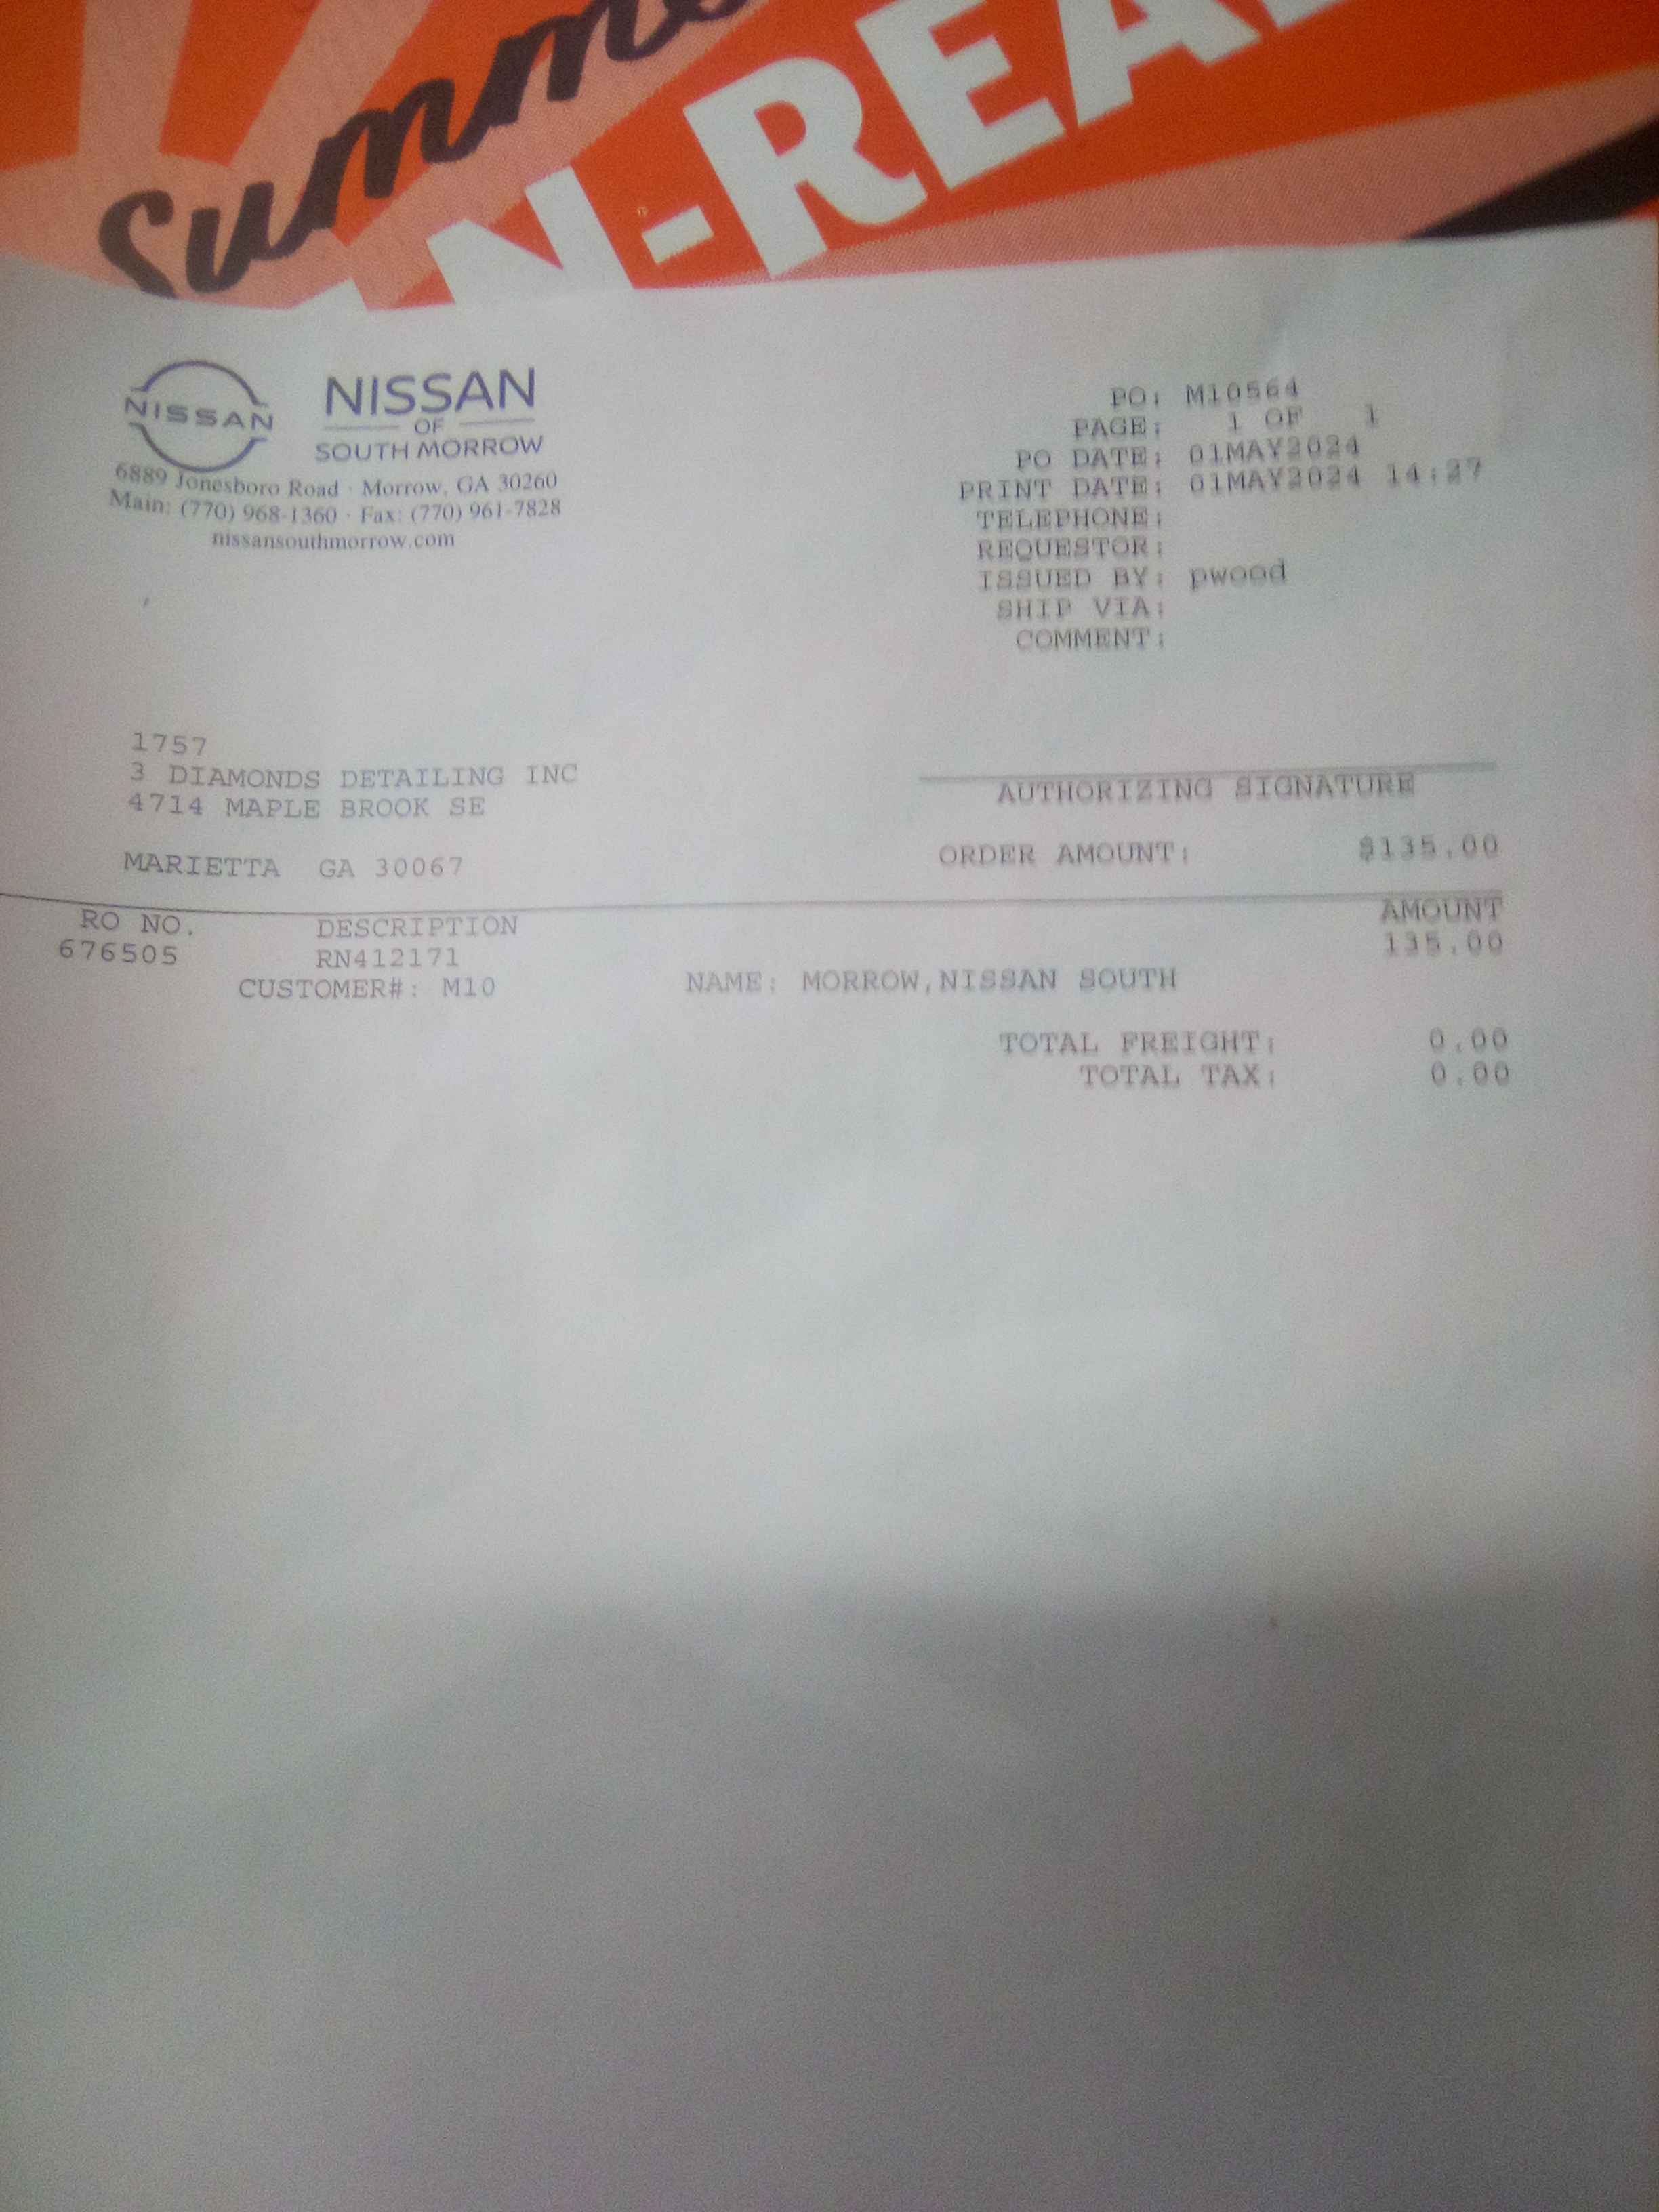 Summe
N-REA
NISSAN
NISSAN
OF
SOUTH MORROW
6889 Jonesboro Road · Morrow, GA 30260
Main: (770) 968-1360 · Fax: (770) 961-7828
nissansouthmorrow.com
PO: M10564
PAGE: 1 OF 1
PO DATE: 01MAY2024
PRINT DATE: 01MAY2024 14:27
TELEPHONE:
REQUESTOR:
ISSUED BY: pwood
SHIP VIA:
COMMENT:
1757
3 DIAMONDS DETAILING INC
4714 MAPLE BROOK SE
MARIETTA GA 30067
AUTHORIZING SIGNATURE
ORDER AMOUNT: $135.00
RO NO. DESCRIPTION AMOUNT
676505 RN412171 135.00
CUSTOMER#: M10 NAME: MORROW,NISSAN SOUTH
TOTAL FREIGHT: 0.00
TOTAL TAX: 0.00